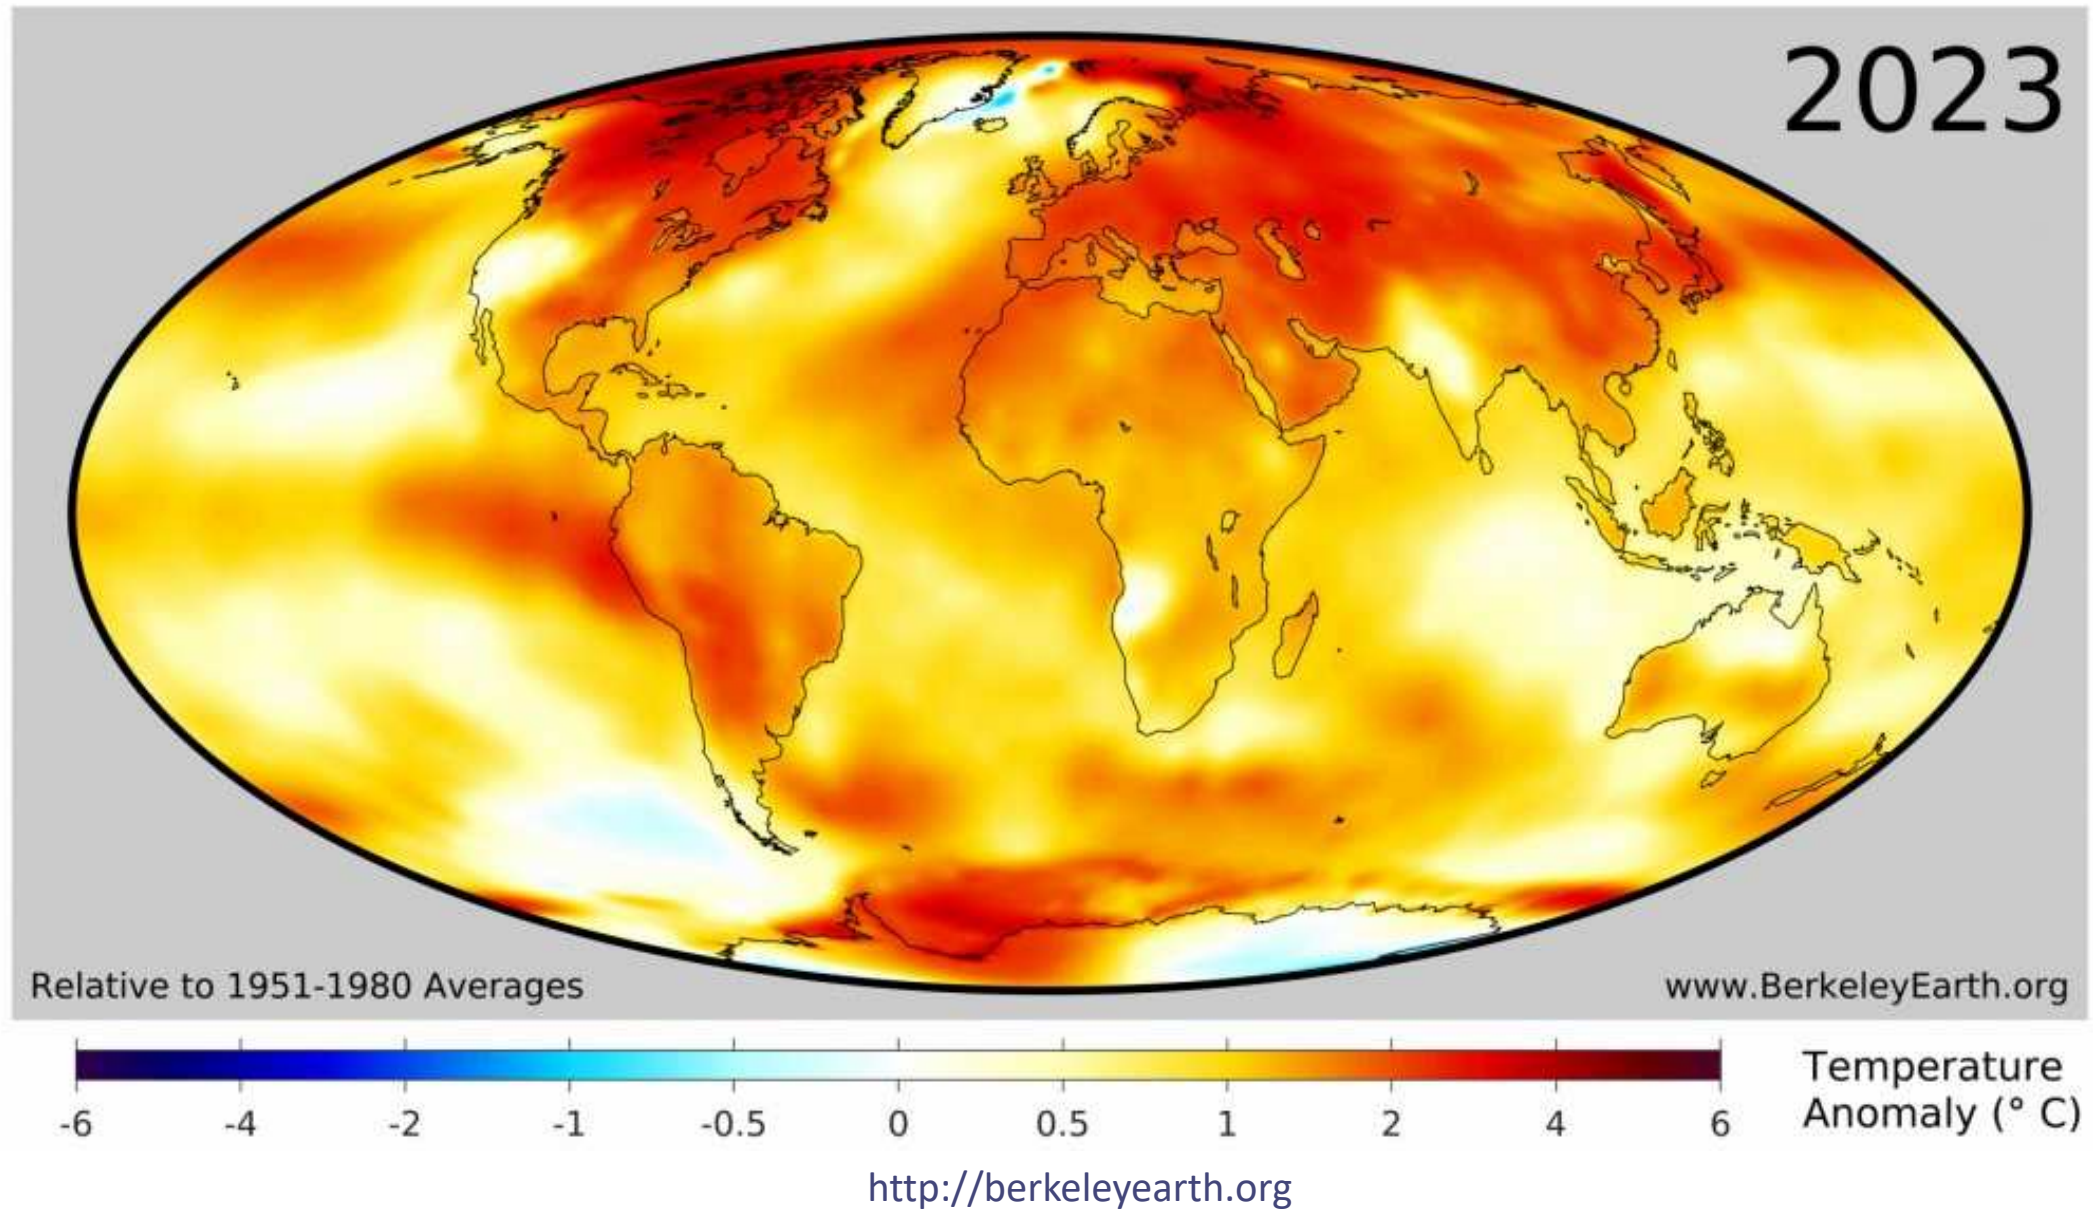 2023
Relative to 1951-1980 Averages
www.BerkeleyEarth.org
-6 -4 -2 -1 -0.5 0 0.5 1 2 4 6
Temperature
Anomaly (° C)
http://berkeleyearth.org